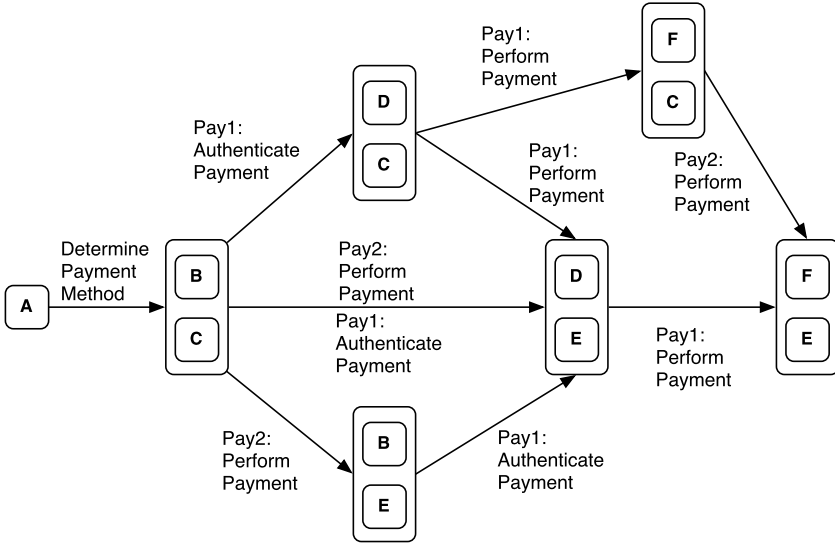 Pay1:
Perform
Payment
F
C
D
C
Pay1:
Authenticate
Payment
Pay1:
Perform
Payment
Pay2:
Perform
Payment
Determine
Payment
Method
A
B
C
Pay2:
Perform
Payment
Pay1:
Authenticate
Payment
D
E
F
E
Pay1:
Perform
Payment
Pay2:
Perform
Payment
B
E
Pay1:
Authenticate
Payment